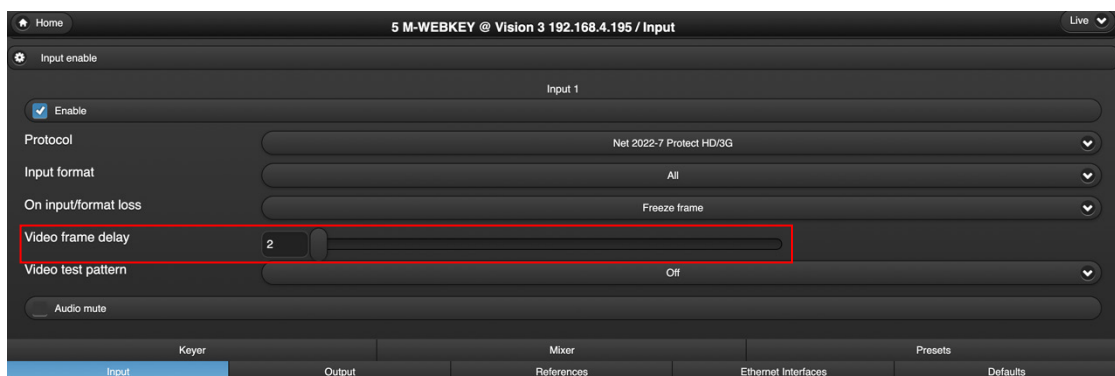 Home
5 M-WEBKEY @ Vision 3 192.168.4.195 / Input
Live
Input enable
Input 1
Enable
Protocol
Net 2022-7 Protect HD/3G
Input format
All
On input/format loss
Freeze frame
Video frame delay
2
Video test pattern
Off
Audio mute
Keyer
Mixer
Presets
Input
Output
References
Ethernet Interfaces
Defaults